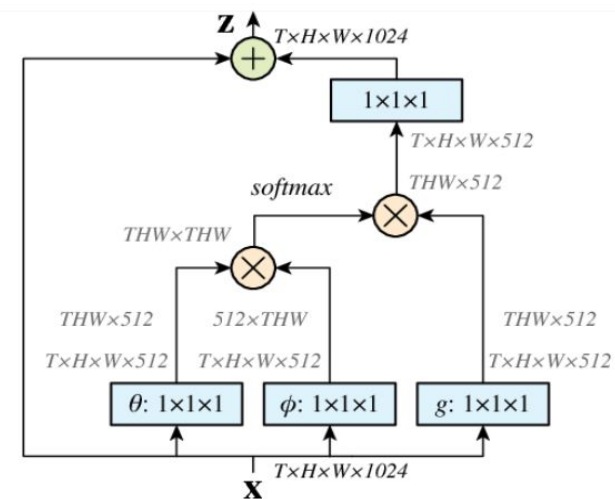 z T×H×W×1024
1×1×1
T×H×W×512
softmax THW×512
THW×THW
THW×512 512×THW THW×512
T×H×W×512 T×H×W×512 T×H×W×512
θ: 1×1×1 ϕ: 1×1×1 g: 1×1×1
x T×H×W×1024